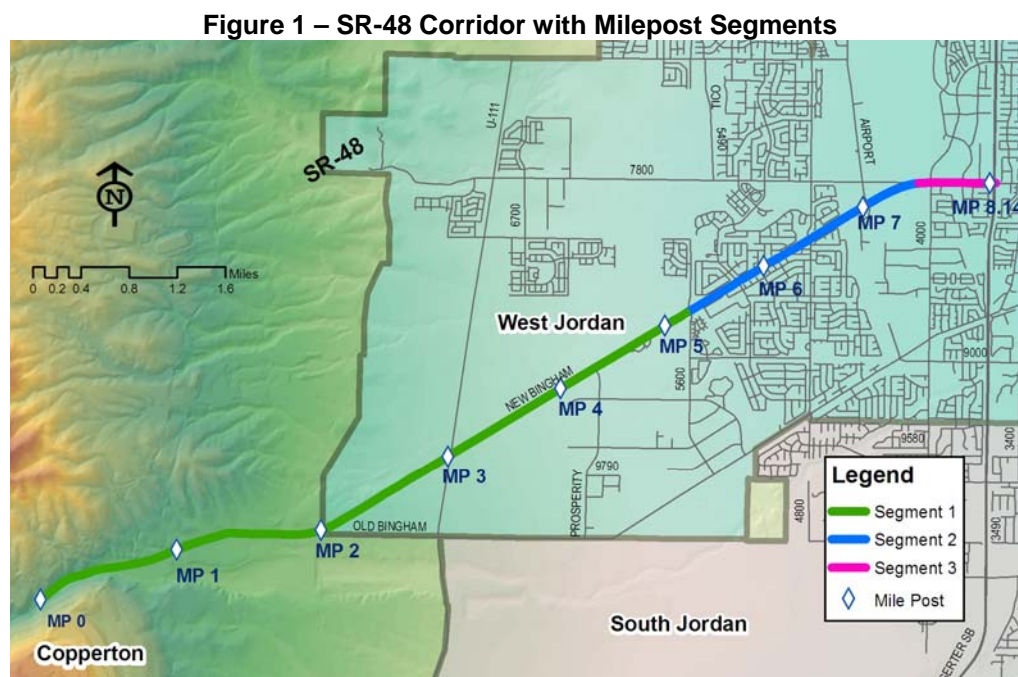 Figure 1 – SR-48 Corridor with Milepost Segments
SR-48
U-111
TICO
5490
AIRPORT
7800
6700
4000
MP 8.14
MP 7
MP 6
West Jordan
MP 5
5600
9000
NEW BINGHAM
MP 4
MP 3
PROSPERITY
9790
9580
3400
OLD BINGHAM
MP 2
MP 1
MP 0
Copperton
South Jordan
4800
3490
N
Miles
0 0.2 0.4 0.8 1.2 1.6
Legend
Segment 1
Segment 2
Segment 3
Mile Post
GERTER SB